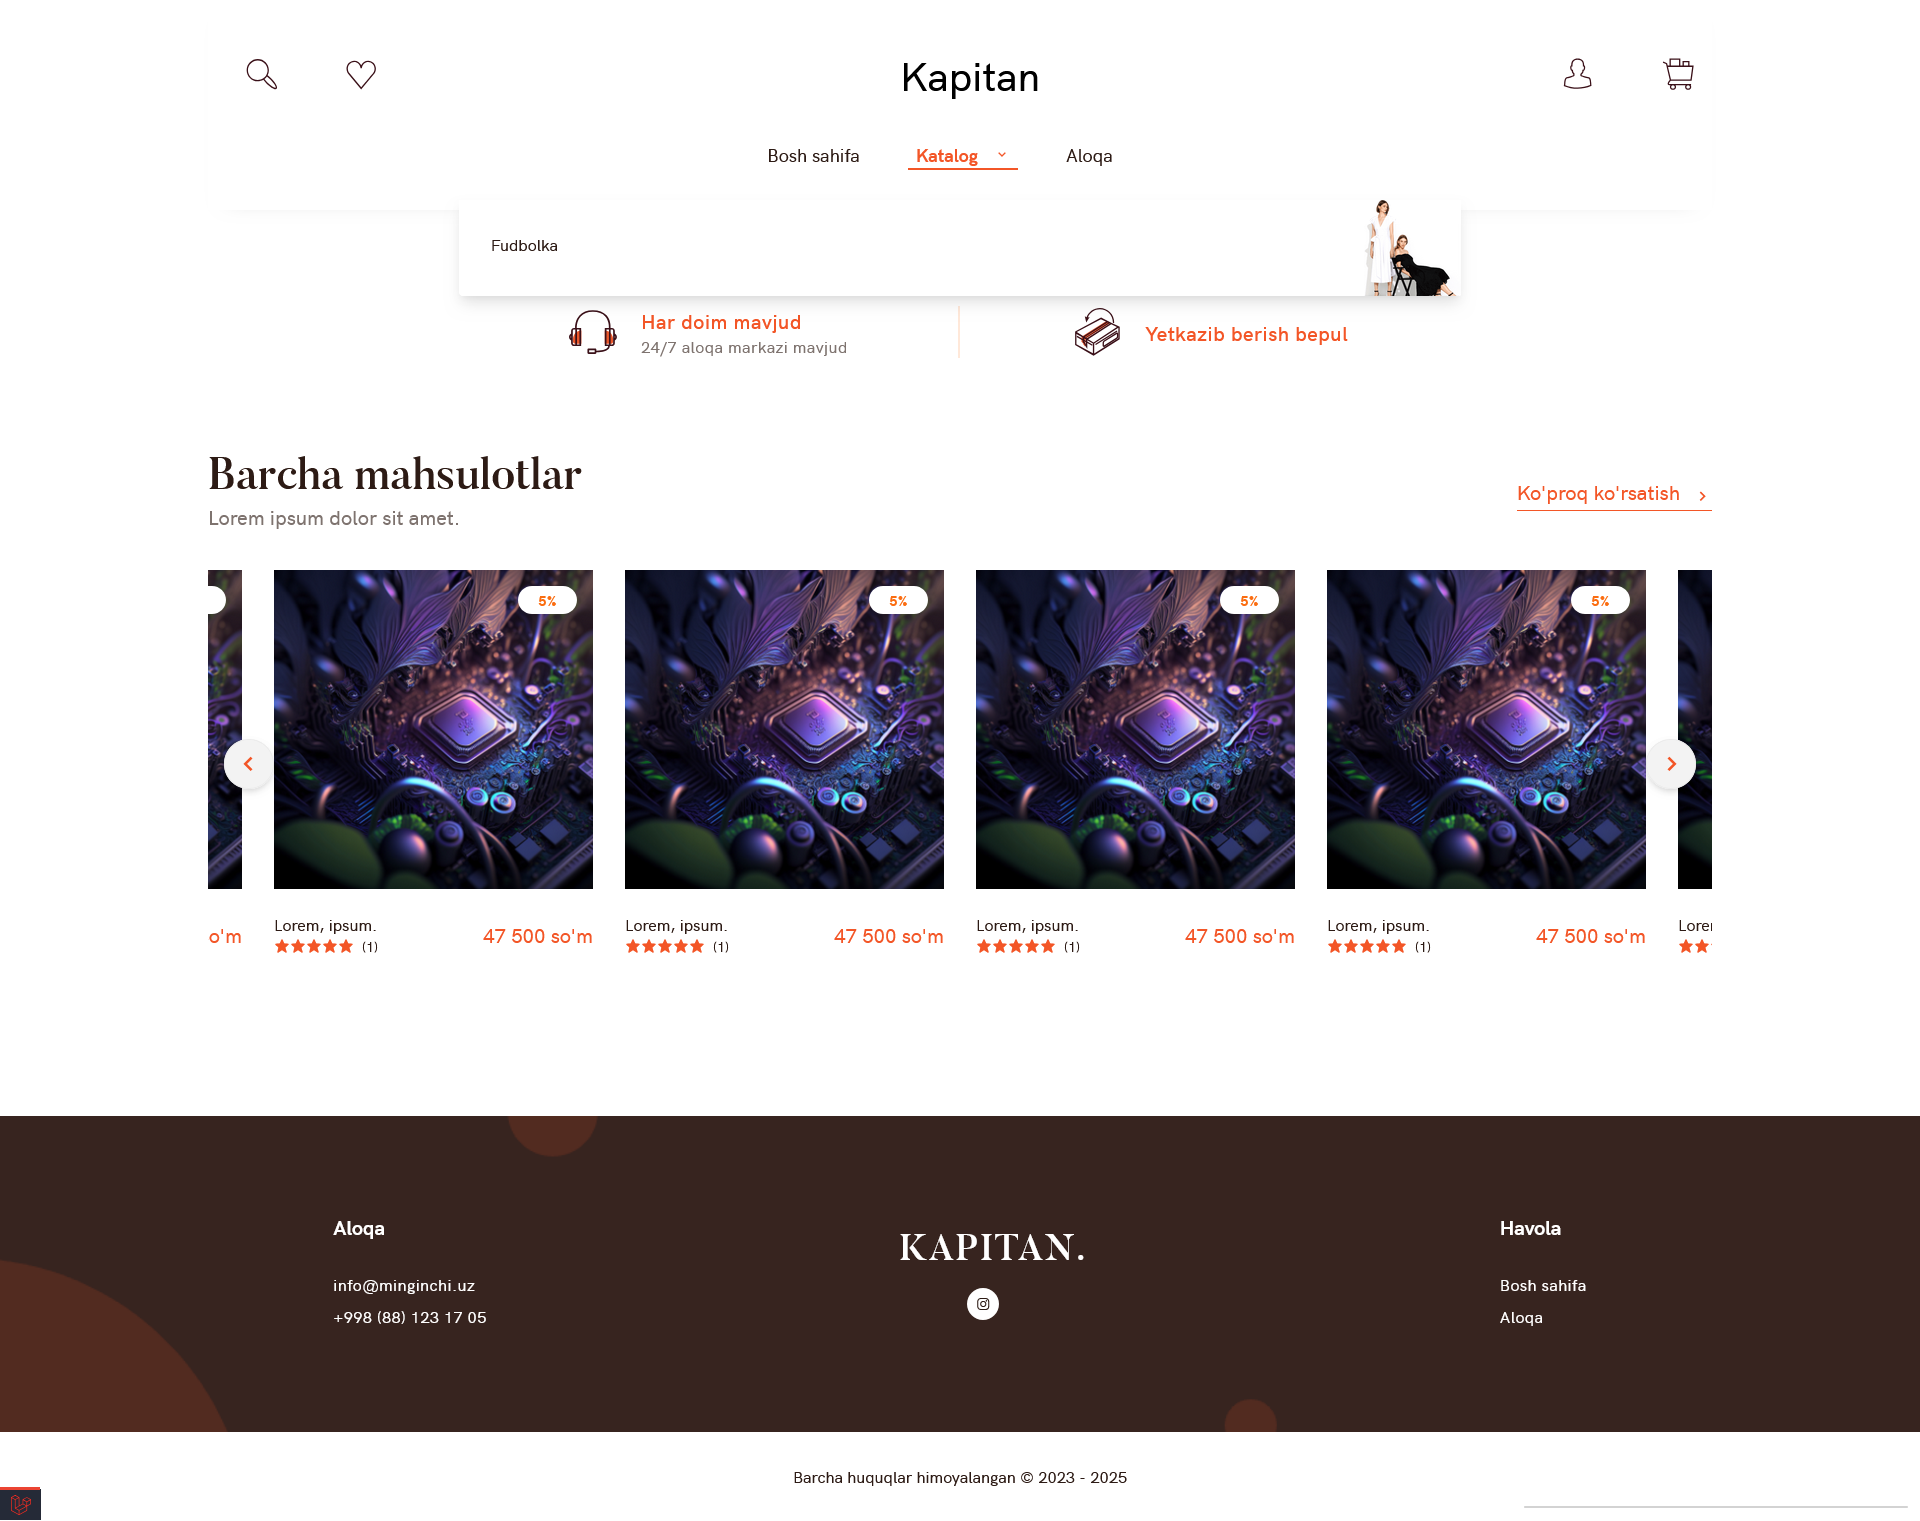 Kapitan
Bosh sahifa
Katalog
Aloqa
Fudbolka
Har doim mavjud
24/7 aloqa markazi mavjud
Yetkazib berish bepul
Barcha mahsulotlar
Lorem ipsum dolor sit amet.
Ko'proq ko'rsatish
5%
5%
5%
5%
o'm
Lorem, ipsum.
(1)
47 500 so'm
Lorem, ipsum.
(1)
47 500 so'm
Lorem, ipsum.
(1)
47 500 so'm
Lorem, ipsum.
(1)
47 500 so'm
Aloqa
info@minginchi.uz
+998 (88) 123 17 05
KAPITAN.
Havola
Bosh sahifa
Aloqa
Barcha huquqlar himoyalangan © 2023 - 2025